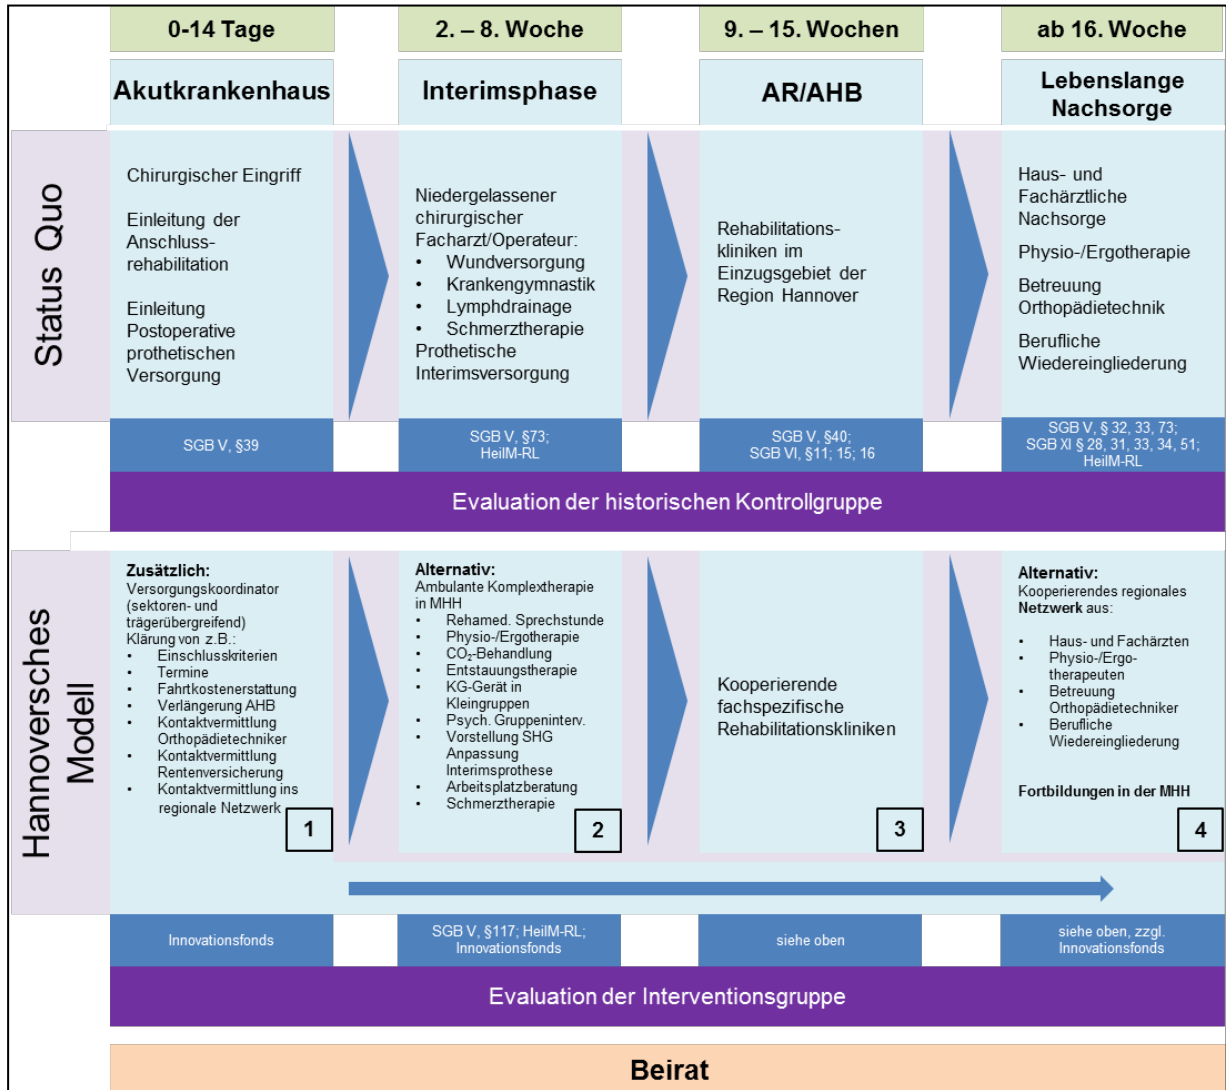 0-14 Tage
2. – 8. Woche
9. – 15. Wochen
ab 16. Woche
Akutkrankenhaus
Interimsphase
AR/AHB
Lebenslange
Nachsorge
Status Quo
Chirurgischer Eingriff
Einleitung der
Anschluss-
rehabilitation
Einleitung
Postoperative
prothetischen
Versorgung
Niedergelassener
chirurgischer
Facharzt/Operateur:
• Wundversorgung
• Krankengymnastik
• Lymphdrainage
• Schmerztherapie
Prothetische
Interimsversorgung
Rehabilitations-
kliniken im
Einzugsgebiet der
Region Hannover
Haus- und
Fachärztliche
Nachsorge
Physio-/Ergotherapie
Betreuung
Orthopädietechnik
Berufliche
Wiedereingliederung
SGB V, §39
SGB V, §73;
HeilM-RL
SGB V, §40;
SGB VI, §11; 15; 16
SGB V, § 32, 33, 73;
SGB XI § 28, 31, 33, 34, 51;
HeilM-RL
Evaluation der historischen Kontrollgruppe
Hannoversches
Modell
Zusätzlich:
Versorgungskoordinator
(sektoren- und
trägerübergreifend)
Klärung von z.B.:
• Einschlusskriterien
• Termine
• Fahrtkostenerstattung
• Verlängerung AHB
• Kontaktvermittlung
Orthopädietechniker
• Kontaktvermittlung
Rentenversicherung
• Kontaktvermittlung ins
regionale Netzwerk
1
Alternativ:
Ambulante Komplextherapie
in MHH
• Rehamed. Sprechstunde
• Physio-/Ergotherapie
• CO₂-Behandlung
• Entstauungstherapie
• KG-Gerät in
Kleingruppen
• Psych. Gruppeninterv.
• Vorstellung SHG
Anpassung
Interimsprothese
• Arbeitsplatzberatung
• Schmerztherapie
2
Kooperierende
fachspezifische
Rehabilitationskliniken
3
Alternativ:
Kooperierendes regionales
Netzwerk aus:
• Haus- und Fachärzten
• Physio-/Ergo-
therapeuten
• Betreuung
Orthopädietechniker
• Berufliche
Wiedereingliederung
Fortbildungen in der MHH
4
Innovationsfonds
SGB V, §117; HeilM-RL;
Innovationsfonds
siehe oben
siehe oben, zzgl.
Innovationsfonds
Evaluation der Interventionsgruppe
Beirat